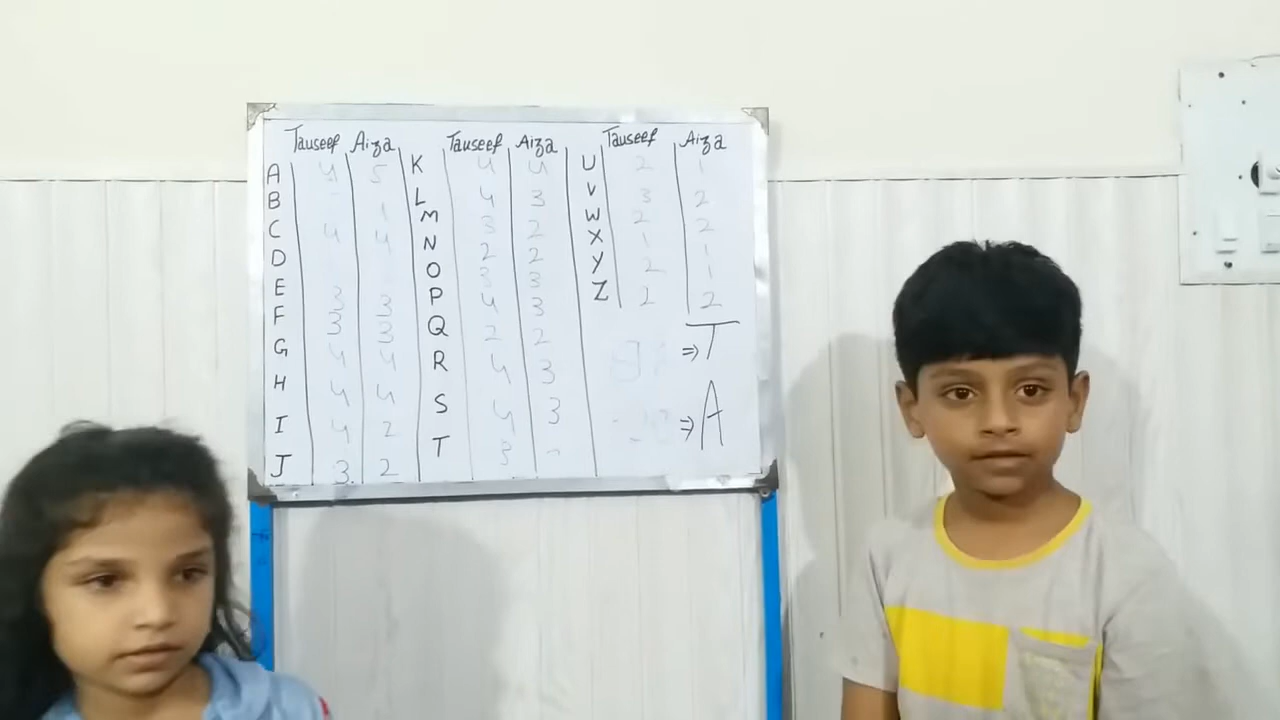 Tauseef Aiza Tauseef Aiza Tauseef Aiza
A 4 5 K 4 4 U 2 1
B 1 L 4 3 V 3 2
C 4 4 M 3 2 W 2 2
D N 2 2 X 1 1
E 3 3 O 3 3 Y 2 1
F 3 3 P 4 3 Z 2 2
G 4 4 Q 2 2
H 4 4 R 4 3
I 4 2 S 4 3
J 3 2 T 3
⇒ T
⇒ A